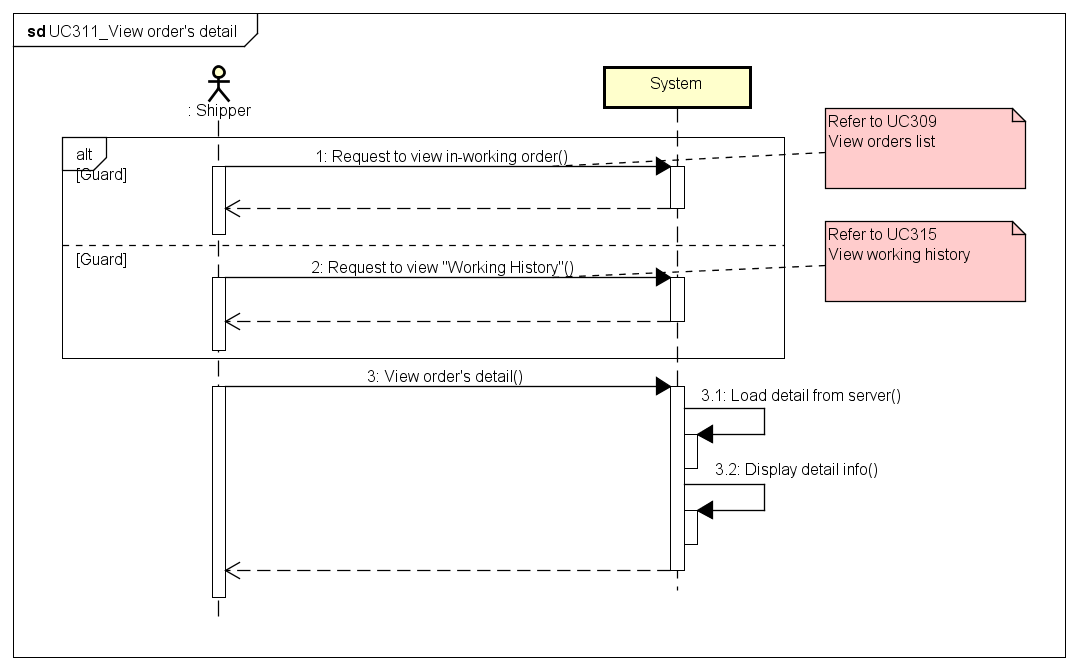 sd UC311_View order's detail
: Shipper
System
Refer to UC309
View orders list
alt
[Guard]
1: Request to view in-working order()
Refer to UC315
View working history
[Guard]
2: Request to view "Working History"()
3: View order's detail()
3.1: Load detail from server()
3.2: Display detail info()